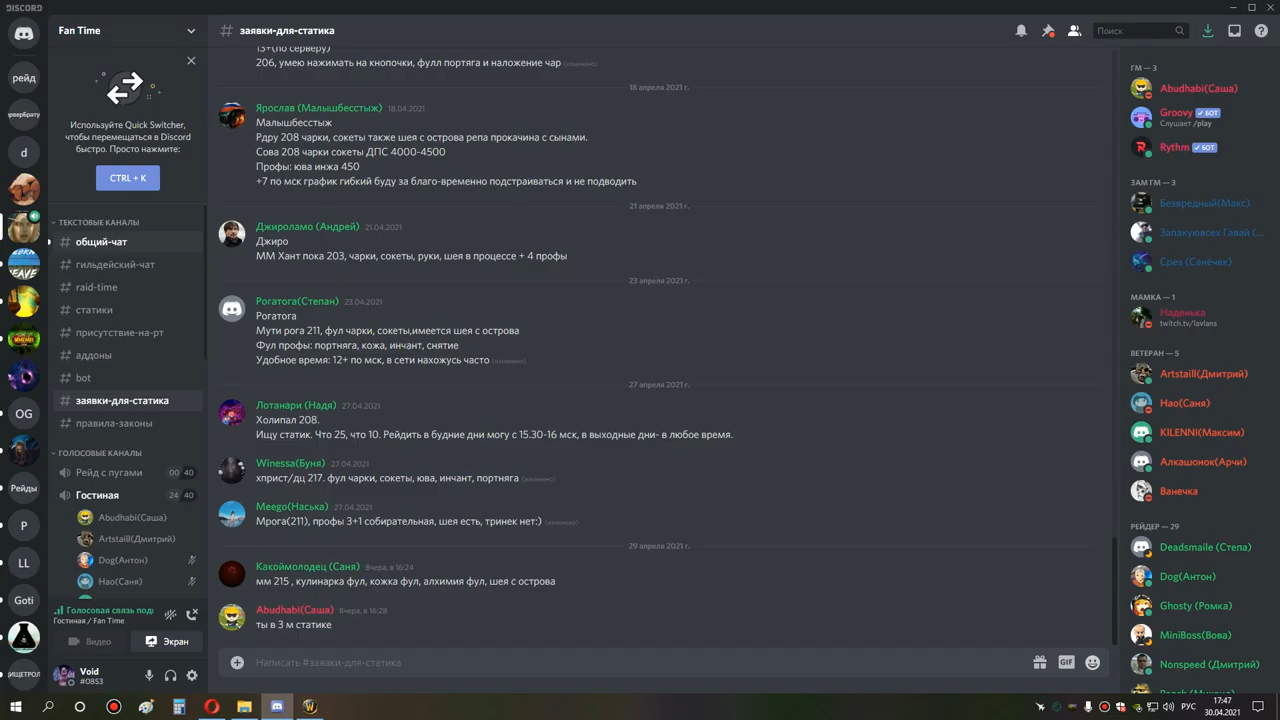 DISCORD
Fan Time
# заявки-для-статика
Поиск
рейд
серверБрату
d
EAVE
OG
Рейды
P
LL
Goti
Используйте Quick Switcher,
чтобы перемещаться в Discord
быстро. Просто нажмите:
CTRL + K
ТЕКСТОВЫЕ КАНАЛЫ
# общий-чат
# гильдейский-чат
# raid-time
# статики
# присутствие-на-рт
# аддоны
# bot
# заявки-для-статика
# правила-законы
ГОЛОСОВЫЕ КАНАЛЫ
Рейд с пугами 00 40
Гостиная 24 40
Abudhabi(Саша)
Artstaill(Дмитрий)
Dog(Антон)
Нао(Саня)
Голосовая связь под
Гостиная / Fan Time
Видео
Экран
Void
#0853
13+(по серверу)
206, умею нажимать на кнопочки, фулл портяга и наложение чар (изменено)
18 апреля 2021 г.
Ярослав (Малышбесстыж) 18.04.2021
Малышбесстыж
Рдру 208 чарки, сокеты также шея с острова репа прокачина с сынами.
Сова 208 чарки сокеты ДПС 4000-4500
Профы: юва инжа 450
+7 по мск график гибкий буду за благо-временно подстраиваться и не подводить
21 апреля 2021 г.
Джироламо (Андрей) 21.04.2021
Джиро
ММ Хант пока 203, чарки, сокеты, руки, шея в процессе + 4 профы
23 апреля 2021 г.
Рогатога(Степан) 23.04.2021
Рогатога
Мути рога 211, фул чарки, сокеты,имеется шея с острова
Фул профы: портняга, кожа, инчант, снятие
Удобное время: 12+ по мск, в сети нахожусь часто (изменено)
27 апреля 2021 г.
Лотанари (Надя) 27.04.2021
Холипал 208.
Ищу статик. Что 25, что 10. Рейдить в будние дни могу с 15.30-16 мск, в выходные дни- в любое время.
Winessa(Буня) 27.04.2021
хприст/дц 217. фул чарки, сокеты, юва, инчант, портняга (изменено)
Meego(Наська) 27.04.2021
Мрога(211), профы 3+1 собирательная, шея есть, тринек нет:) (изменено)
29 апреля 2021 г.
Какоймолодец (Саня) Вчера, в 16:24
мм 215 , кулинарка фул, кожка фул, алхимия фул, шея с острова
Abudhabi(Саша) Вчера, в 16:28
ты в 3 м статике
Написать #заявки-для-статика
GIF
ГМ — 3
Abudhabi(Саша)
Groovy ✓ БОТ
Слушает /play
Rythm ✓ БОТ
ЗАМ ГМ — 3
Безвредный(Макс)
Запакуювсех Гавай (...
Срез (Санёчек)
МАМКА — 1
Наденька
twitch.tv/lavlans
ВЕТЕРАН — 5
Artstaill(Дмитрий)
Нао(Саня)
KILENNI(Максим)
Алкашонок(Арчи)
Ванечка
РЕЙДЕР — 29
Deadsmaile (Степа)
Dog(Антон)
Ghosty (Ромка)
MiniBoss(Вова)
Nonspeed (Дмитрий)
РУС
17:47
30.04.2021